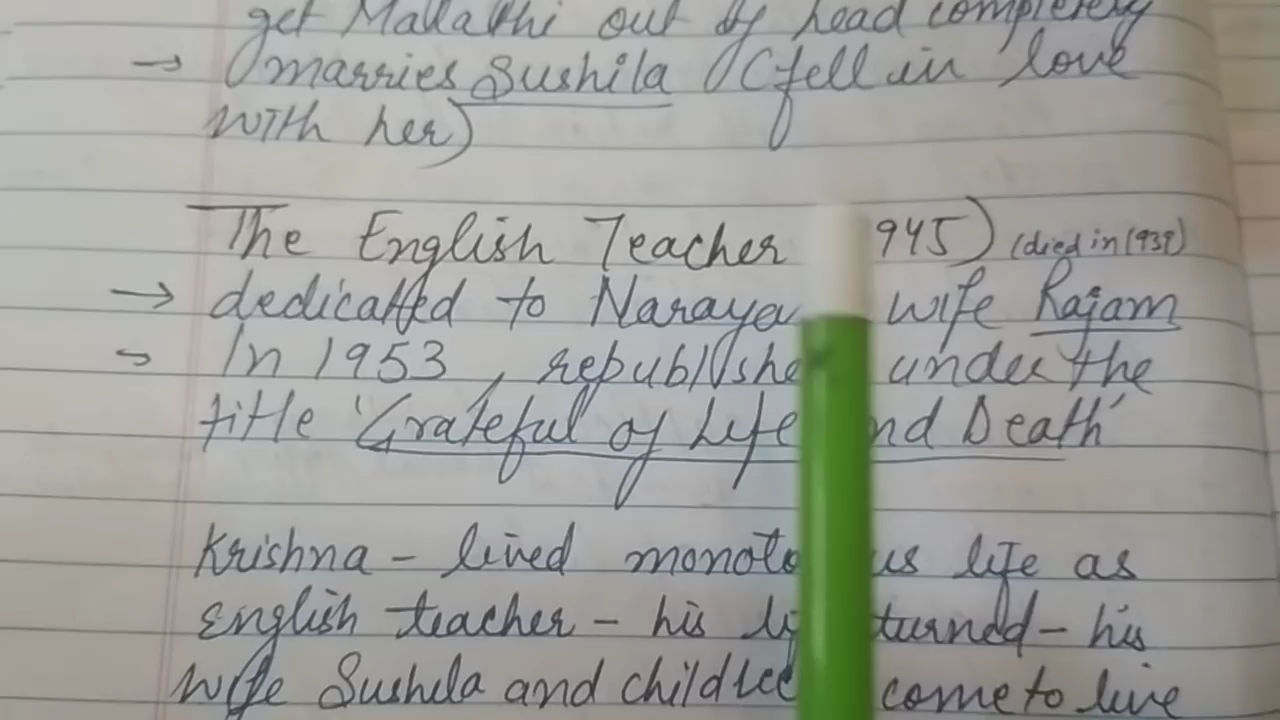 get Mallathi out of head completely
→ marries Sushila (fell in love
with her)
The English Teacher 945) (died in 1939)
→ dedicated to Naraya wife Rajam
→ In 1953, republishe under the
title 'Grateful of Life nd Death'
Krishna - lived monoto us life as
English teacher - his li turned - his
wife Sushila and child Lee come to live